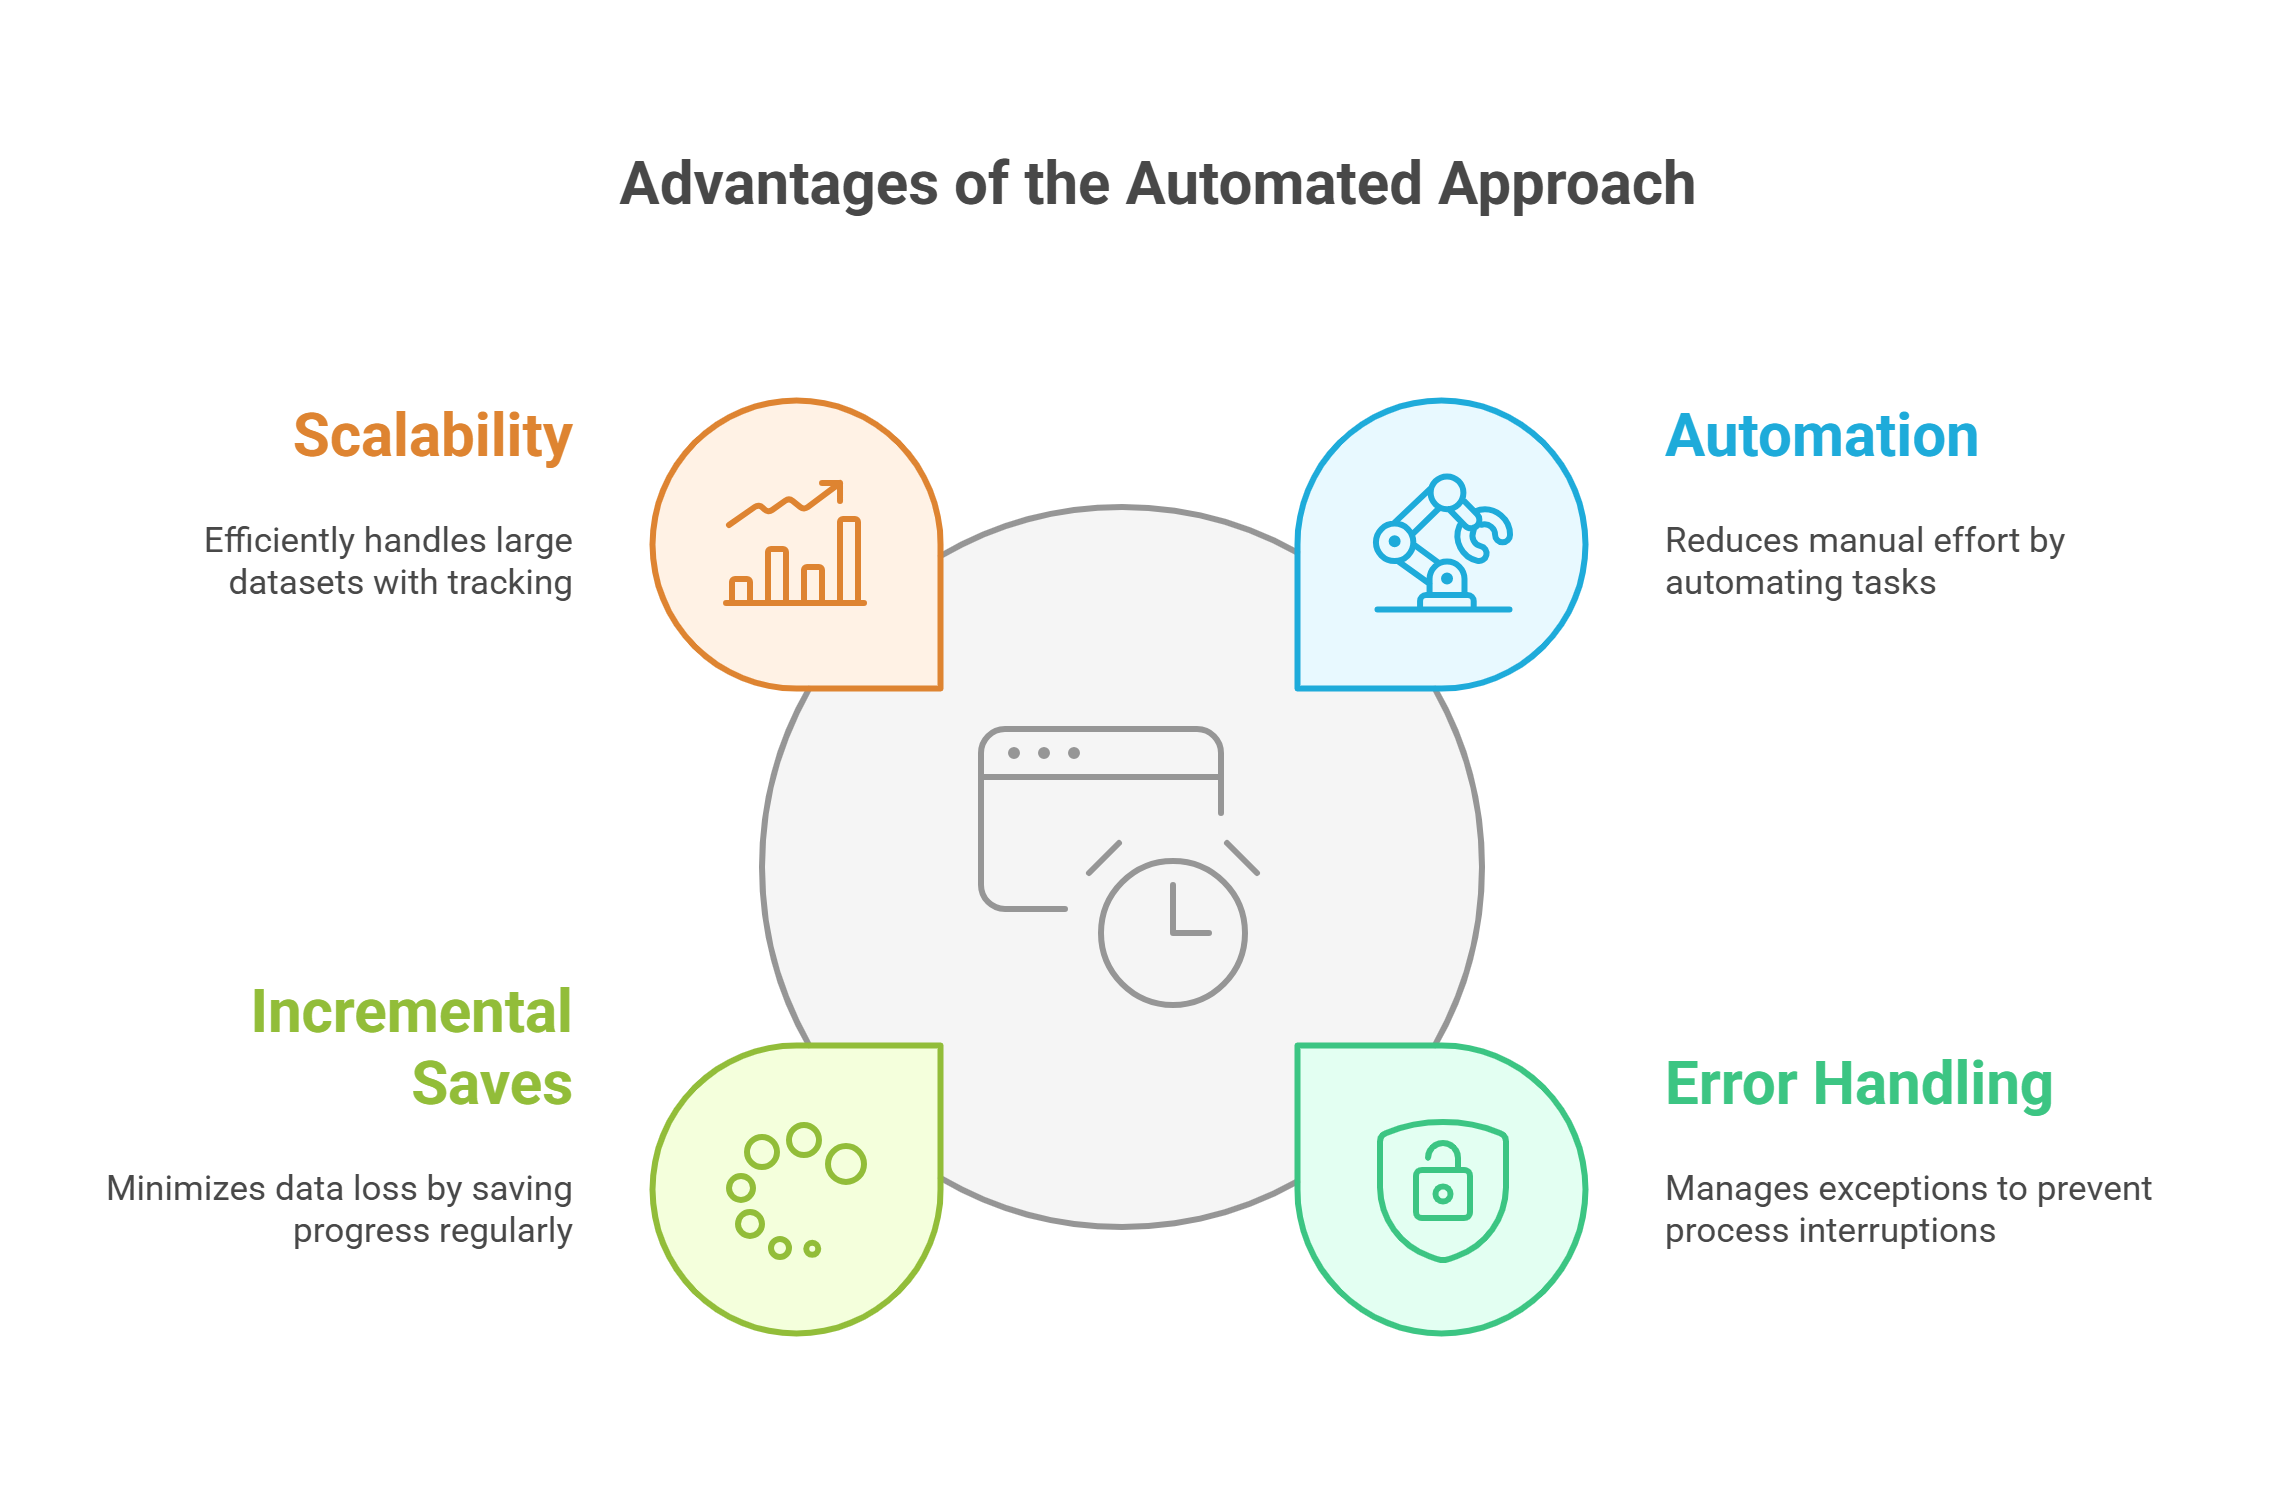 Advantages of the Automated Approach
Scalability
Efficiently handles large
datasets with tracking
Automation
Reduces manual effort by
automating tasks
Incremental
Saves
Minimizes data loss by saving
progress regularly
Error Handling
Manages exceptions to prevent
process interruptions